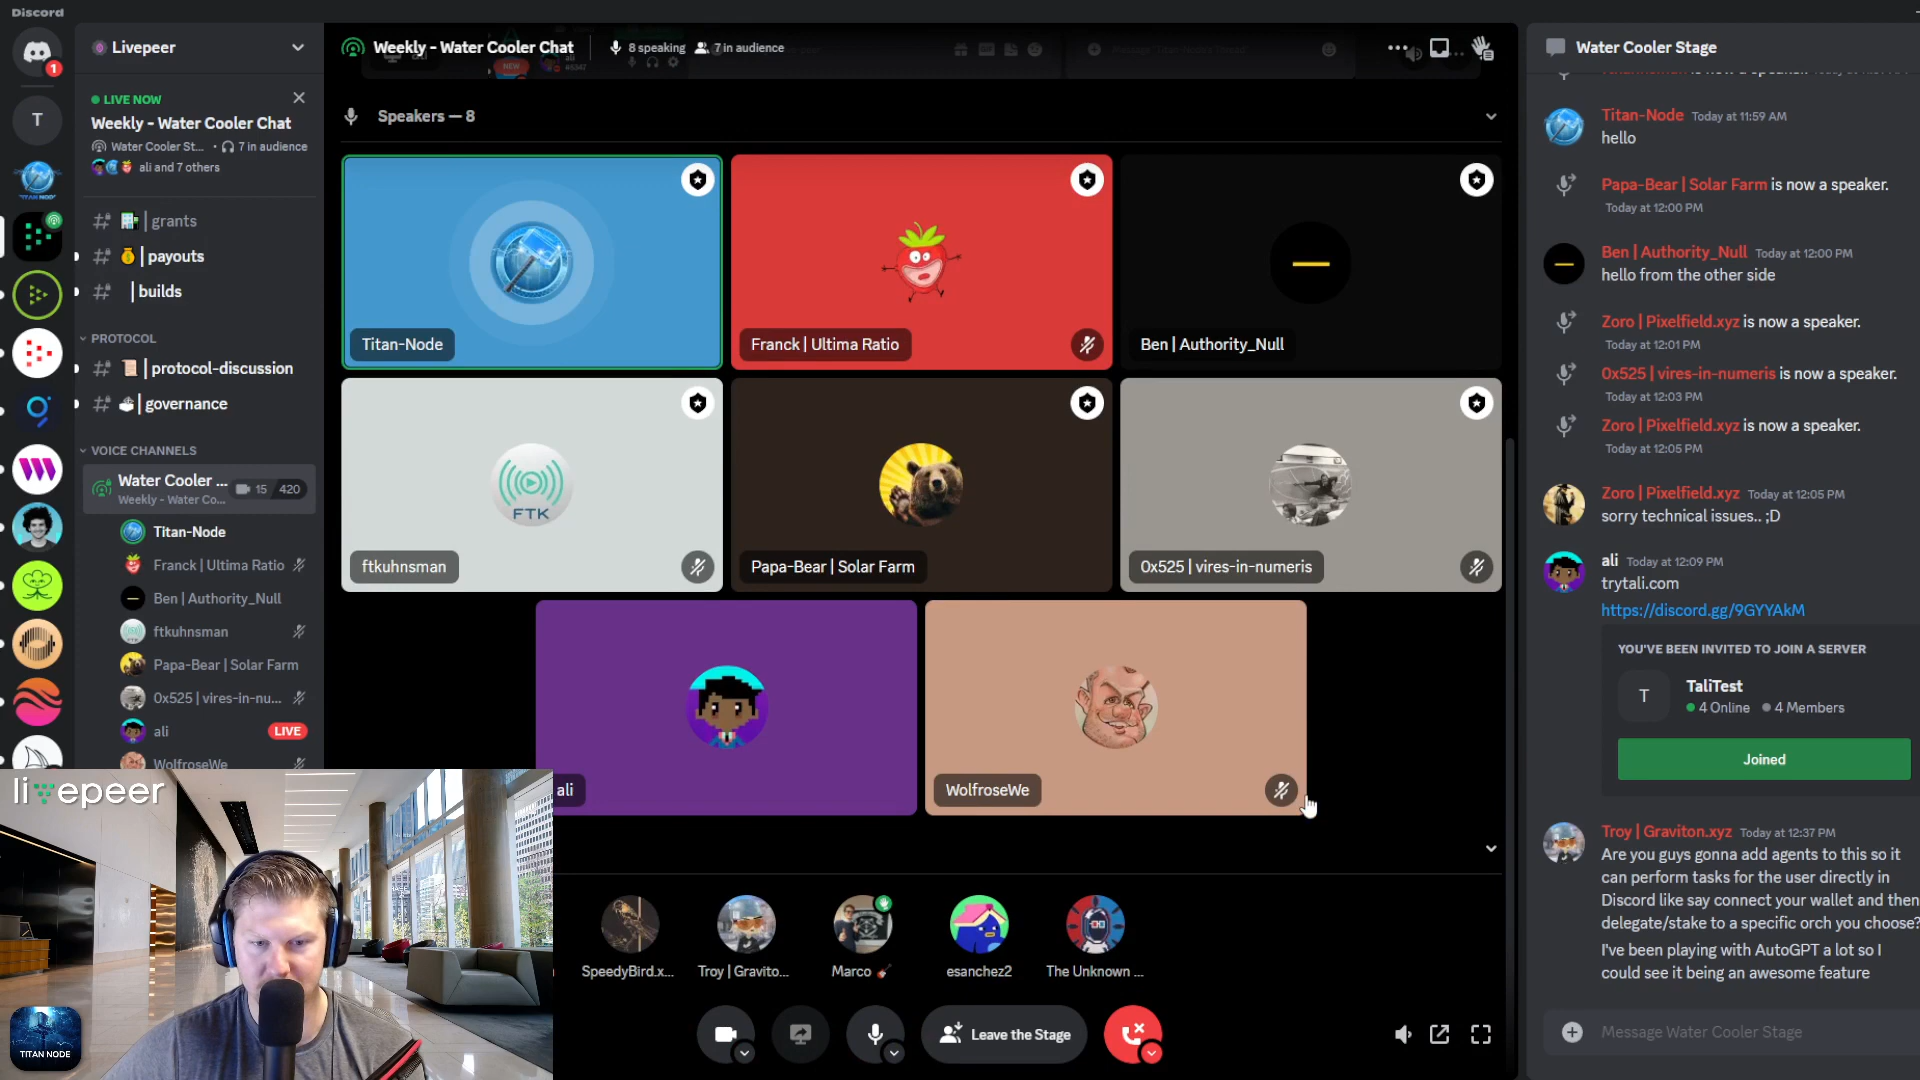 Discord
Livepeer
LIVE NOW
Weekly - Water Cooler Chat
Water Cooler St... • 7 in audience
ali and 7 others
grants
payouts
builds
PROTOCOL
protocol-discussion
governance
VOICE CHANNELS
Water Cooler ...
Weekly - Water Co...
15 420
Titan-Node
Franck | Ultima Ratio
Ben | Authority_Null
ftkuhnsman
Papa-Bear | Solar Farm
0x525 | vires-in-nu...
ali LIVE
WolfroseWe
1
T
TITAN NODE
livepeer
TITAN NODE
Weekly - Water Cooler Chat
8 speaking 7 in audience
NEW
Speakers — 8
Titan-Node
Franck | Ultima Ratio
Ben | Authority_Null
FTK
ftkuhnsman
Papa-Bear | Solar Farm
0x525 | vires-in-numeris
ali
WolfroseWe
SpeedyBird.x...
Troy | Gravito...
Marco
esanchez2
The Unknown ...
Leave the Stage
Water Cooler Stage
Titan-Node Today at 11:59 AM
hello
Papa-Bear | Solar Farm is now a speaker.
Today at 12:00 PM
Ben | Authority_Null Today at 12:00 PM
hello from the other side
Zoro | Pixelfield.xyz is now a speaker.
Today at 12:01 PM
0x525 | vires-in-numeris is now a speaker.
Today at 12:03 PM
Zoro | Pixelfield.xyz is now a speaker.
Today at 12:05 PM
Zoro | Pixelfield.xyz Today at 12:05 PM
sorry technical issues.. ;D
ali Today at 12:09 PM
trytali.com
https://discord.gg/9GYYAkM
YOU'VE BEEN INVITED TO JOIN A SERVER
T
TaliTest
4 Online 4 Members
Joined
Troy | Graviton.xyz Today at 12:37 PM
Are you guys gonna add agents to this so it
can perform tasks for the user directly in
Discord like say connect your wallet and then
delegate/stake to a specific orch you choose?
I've been playing with AutoGPT a lot so I
could see it being an awesome feature
Message Water Cooler Stage